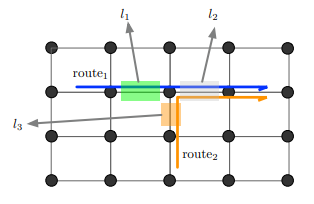 l₁ l₂
route₁
l₃
route₂